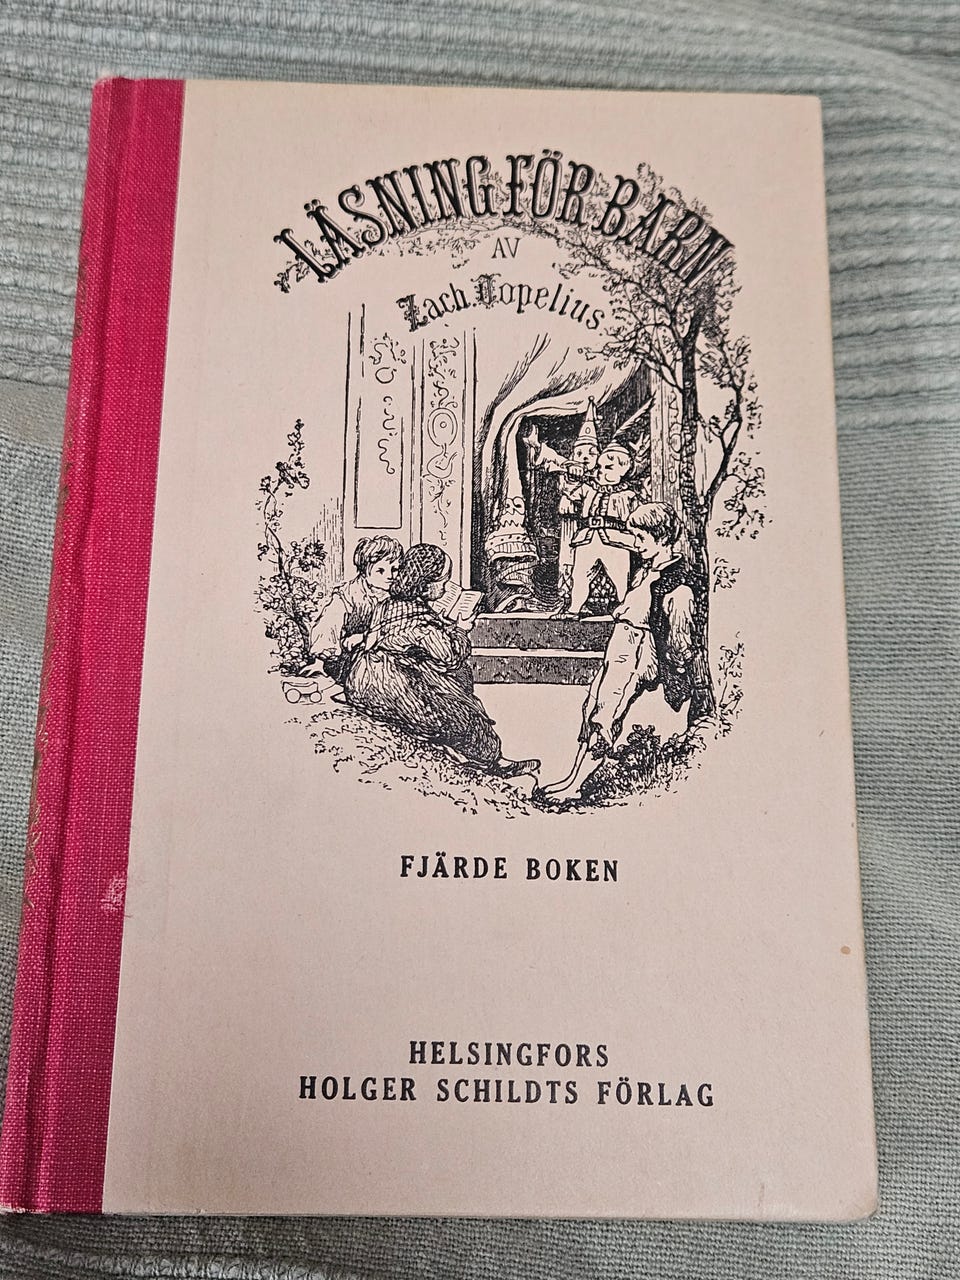 LÄSNING FÖR BARN
AV
Zach. Topelius.
FJÄRDE BOKEN
HELSINGFORS
HOLGER SCHILDTS FÖRLAG